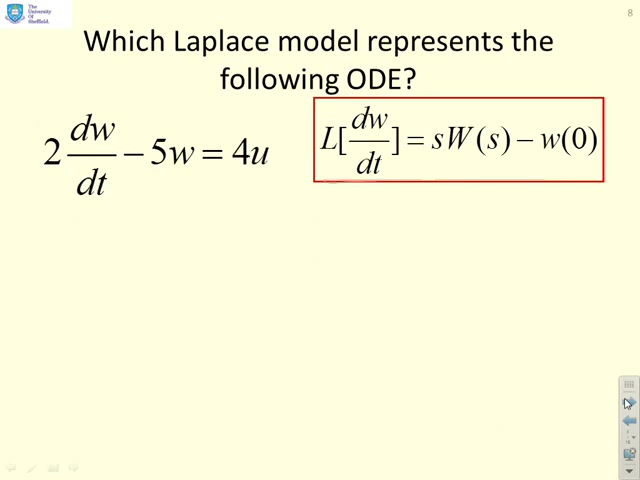 The
University
Of
Sheffield.
8
Which Laplace model represents the
following ODE?
2 dw/dt − 5w = 4u
L[dw/dt] = sW(s) − w(0)